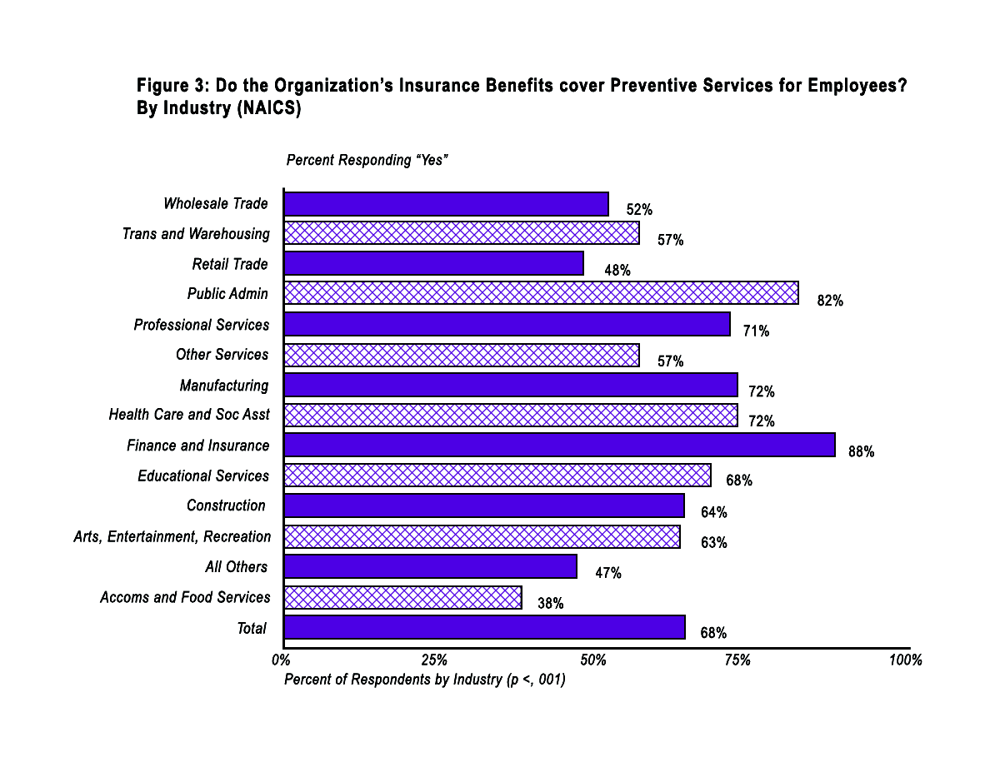 Figure 3: Do the Organization’s Insurance Benefits cover Preventive Services for Employees?
By Industry (NAICS)
Percent Responding “Yes”
Wholesale Trade 52%
Trans and Warehousing 57%
Retail Trade 48%
Public Admin 82%
Professional Services 71%
Other Services 57%
Manufacturing 72%
Health Care and Soc Asst 72%
Finance and Insurance 88%
Educational Services 68%
Construction 64%
Arts, Entertainment, Recreation 63%
All Others 47%
Accoms and Food Services 38%
Total 68%
0% 25% 50% 75% 100%
Percent of Respondents by Industry (p <, 001)